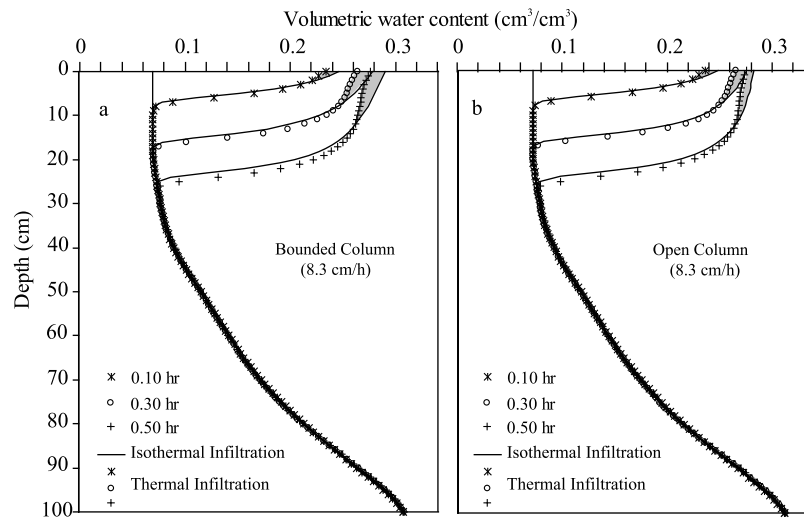 Volumetric water content (cm³/cm³)
0 0.1 0.2 0.3 0 0.1 0.2 0.3
Depth (cm)
0
10
20
30
40
50
60
70
80
90
100
a
Bounded Column
(8.3 cm/h)
0.10 hr
0.30 hr
0.50 hr
Isothermal Infiltration
Thermal Infiltration
b
Open Column
(8.3 cm/h)
0.10 hr
0.30 hr
0.50 hr
Isothermal Infiltration
Thermal Infiltration